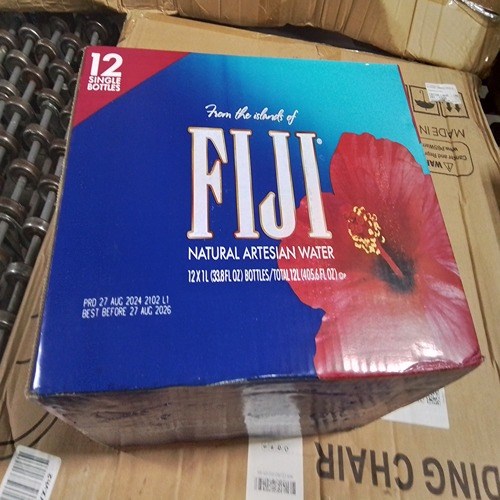 12
SINGLE
BOTTLES
From the islands of
FIJI
NATURAL ARTESIAN WATER
12 X 1L (33.8 FL OZ) BOTTLES/TOTAL 12L (405.6 FL OZ)
PRD 27 AUG 2024 2102 L1
BEST BEFORE 27 AUG 2026
MADE IN
DING CHAIR